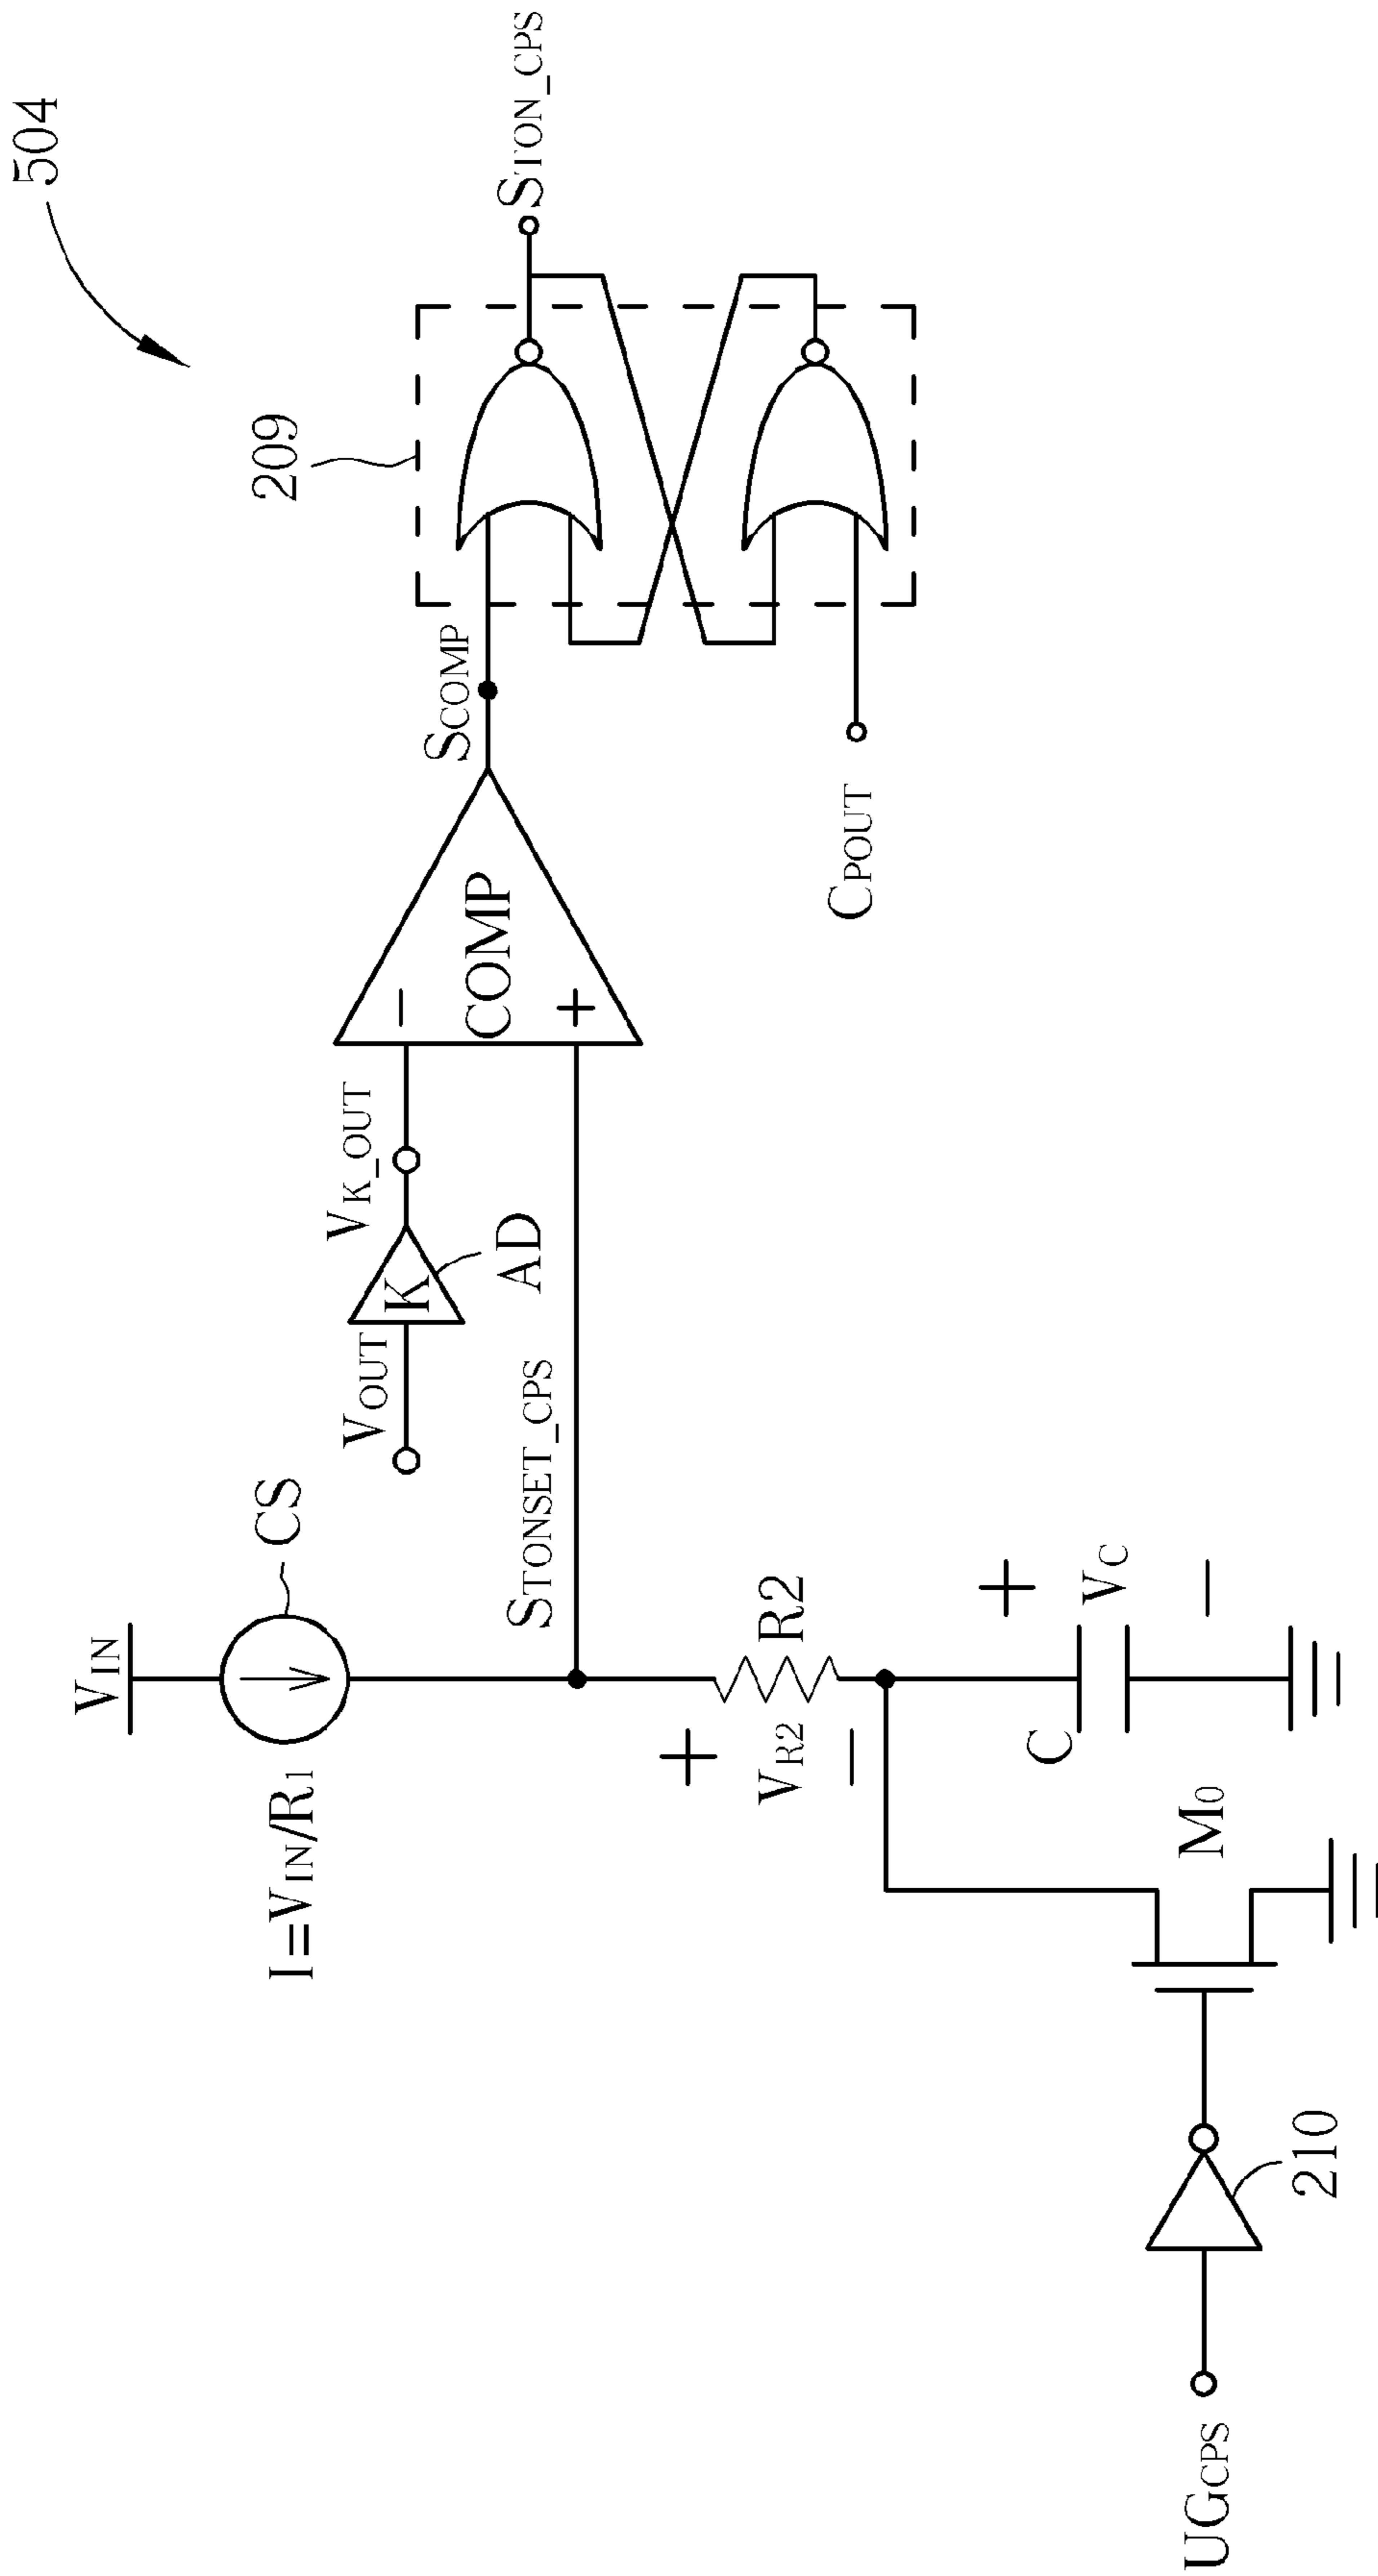 504
209
STON_CPS
SCOMP
COMP
−
+
CPOUT
VK_OUT
K
AD
VOUT
STONSET_CPS
VIN
CS
I=VIN/R1
R2
+
VR2
−
+
VC
−
C
M0
210
UGCPS